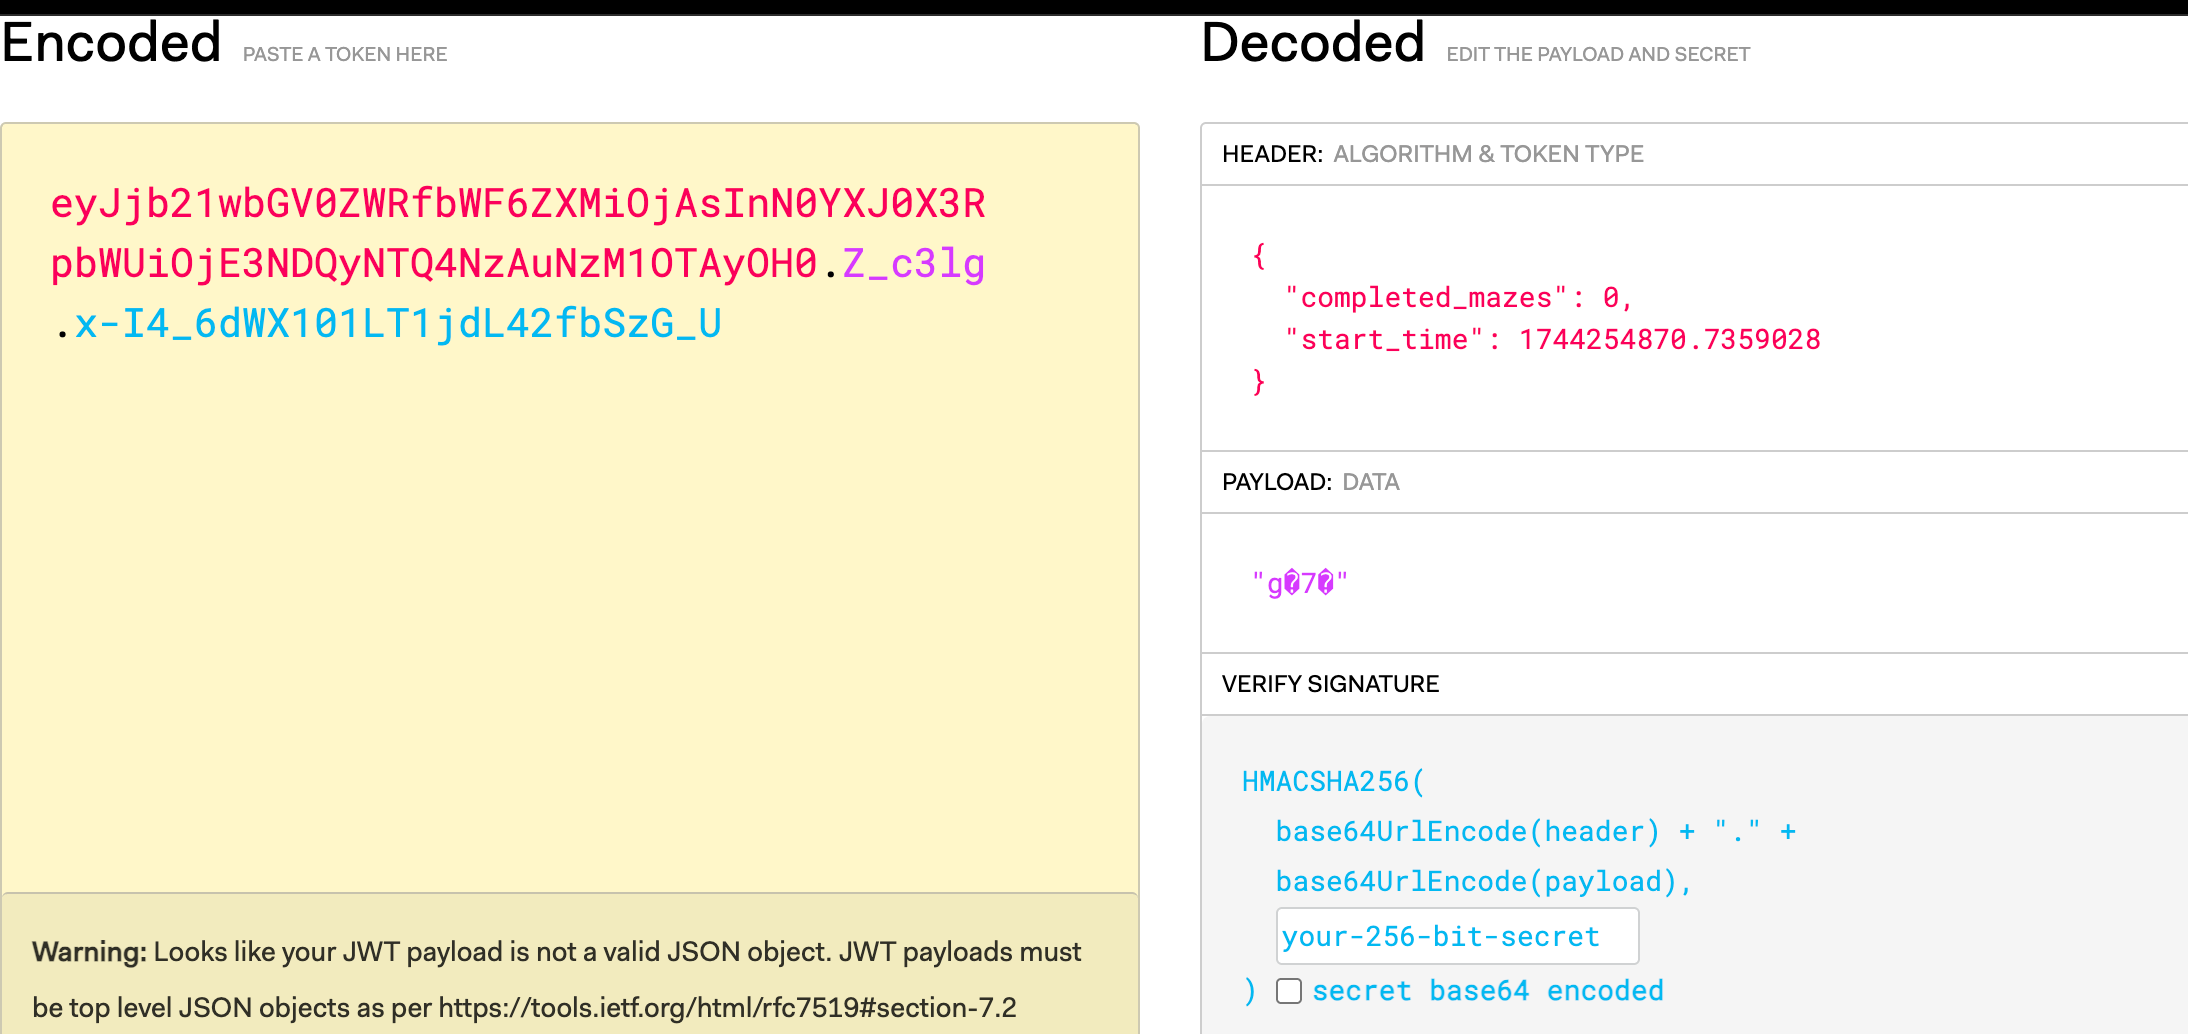 Encoded PASTE A TOKEN HERE
eyJjb21wbGV0ZWRfbWF6ZXMiOjAsInN0YXJ0X3R
pbWUiOjE3NDQyNTQ4NzAuNzM1OTAyOH0.Z_c3lg
.x-I4_6dWX101LT1jdL42fbSzG_U
Warning: Looks like your JWT payload is not a valid JSON object. JWT payloads must
be top level JSON objects as per https://tools.ietf.org/html/rfc7519#section-7.2
Decoded EDIT THE PAYLOAD AND SECRET
HEADER: ALGORITHM & TOKEN TYPE
{
"completed_mazes": 0,
"start_time": 1744254870.7359028
}
PAYLOAD: DATA
"g�7�"
VERIFY SIGNATURE
HMACSHA256(
base64UrlEncode(header) + "." +
base64UrlEncode(payload),
your-256-bit-secret
) secret base64 encoded